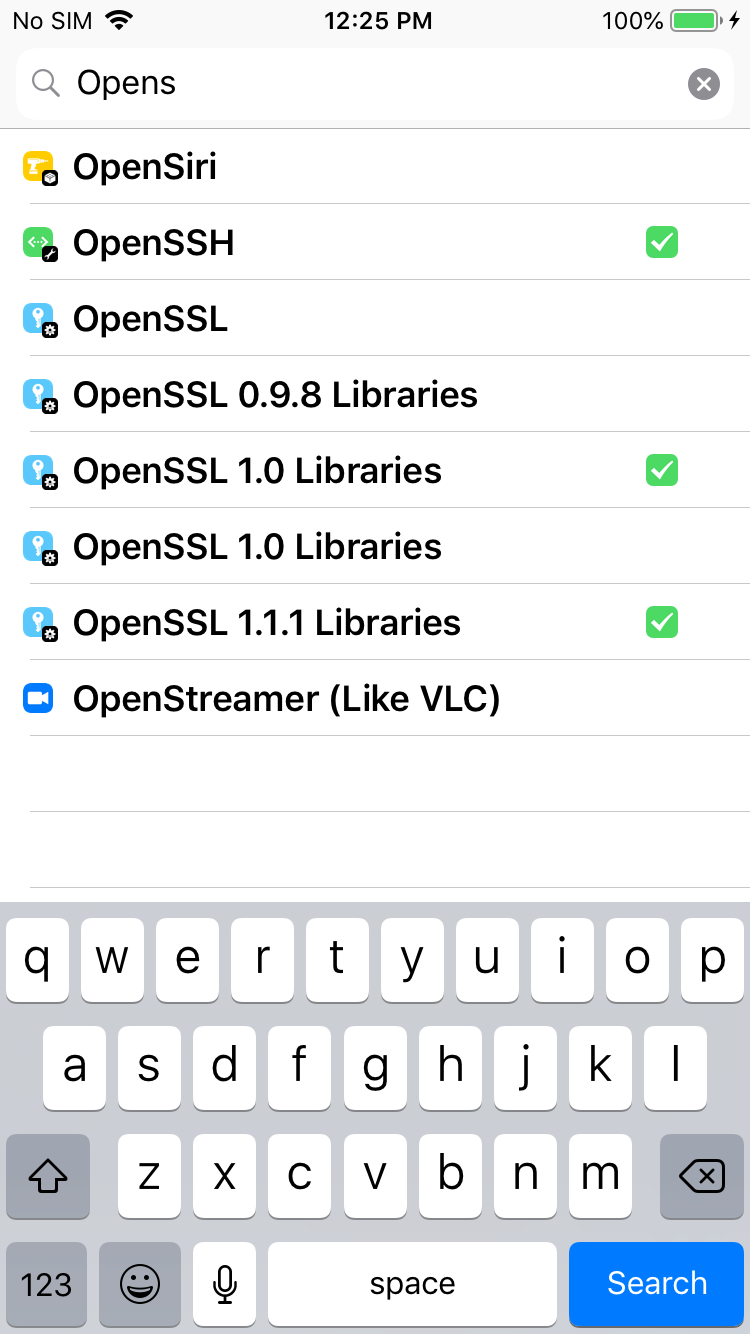 No SIM 12:25 PM 100%
Opens
OpenSiri
OpenSSH
OpenSSL
OpenSSL 0.9.8 Libraries
OpenSSL 1.0 Libraries
OpenSSL 1.0 Libraries
OpenSSL 1.1.1 Libraries
OpenStreamer (Like VLC)
q w e r t y u i o p
a s d f g h j k l
z x c v b n m
123 space Search